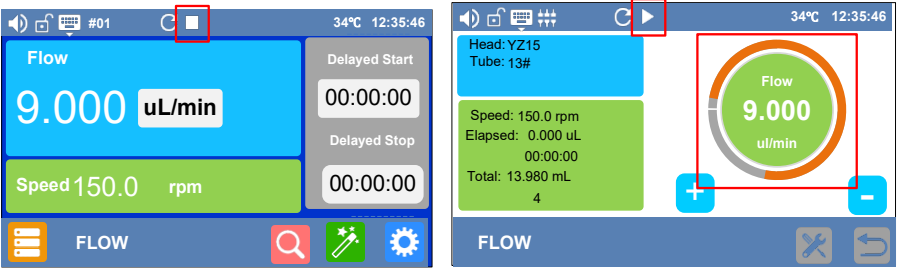 #01
34℃ 12:35:46
Flow
9.000 uL/min
Speed 150.0 rpm
Delayed Start
00:00:00
Delayed Stop
00:00:00
FLOW
34℃ 12:35:46
Head: YZ15
Tube: 13#
Speed: 150.0 rpm
Elapsed: 0.000 uL
00:00:00
Total: 13.980 mL
4
Flow
9.000
ul/min
+
-
FLOW